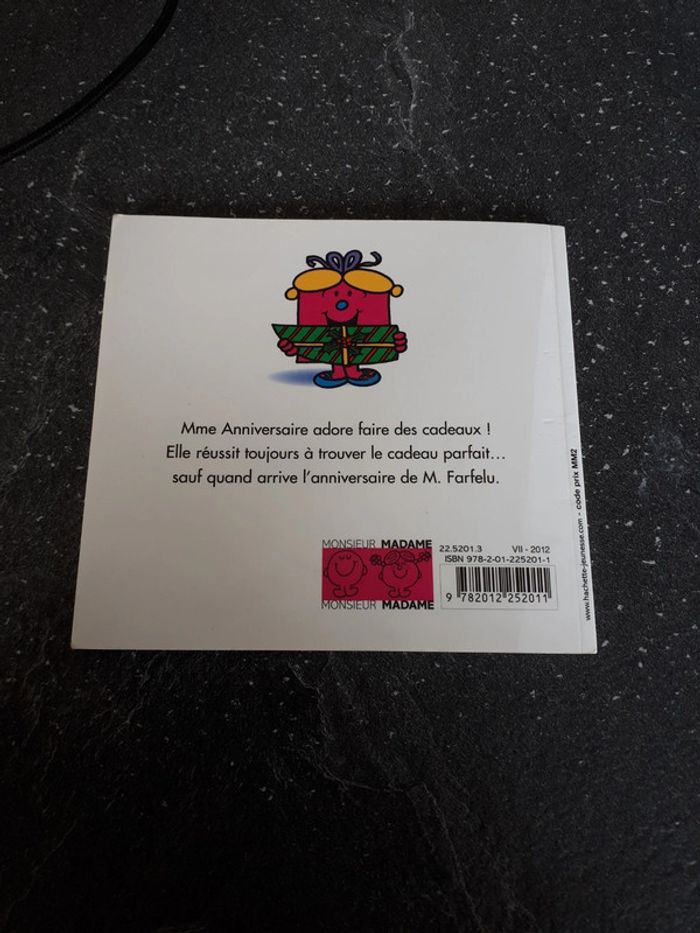 Mme Anniversaire adore faire des cadeaux !
Elle réussit toujours à trouver le cadeau parfait...
sauf quand arrive l'anniversaire de M. Farfelu.
MONSIEUR MADAME
MONSIEUR MADAME
22.5201.3 VII - 2012
ISBN 978-2-01-225201-1
9 782012 252011
www.hachette-jeunesse.com - code prix MM2